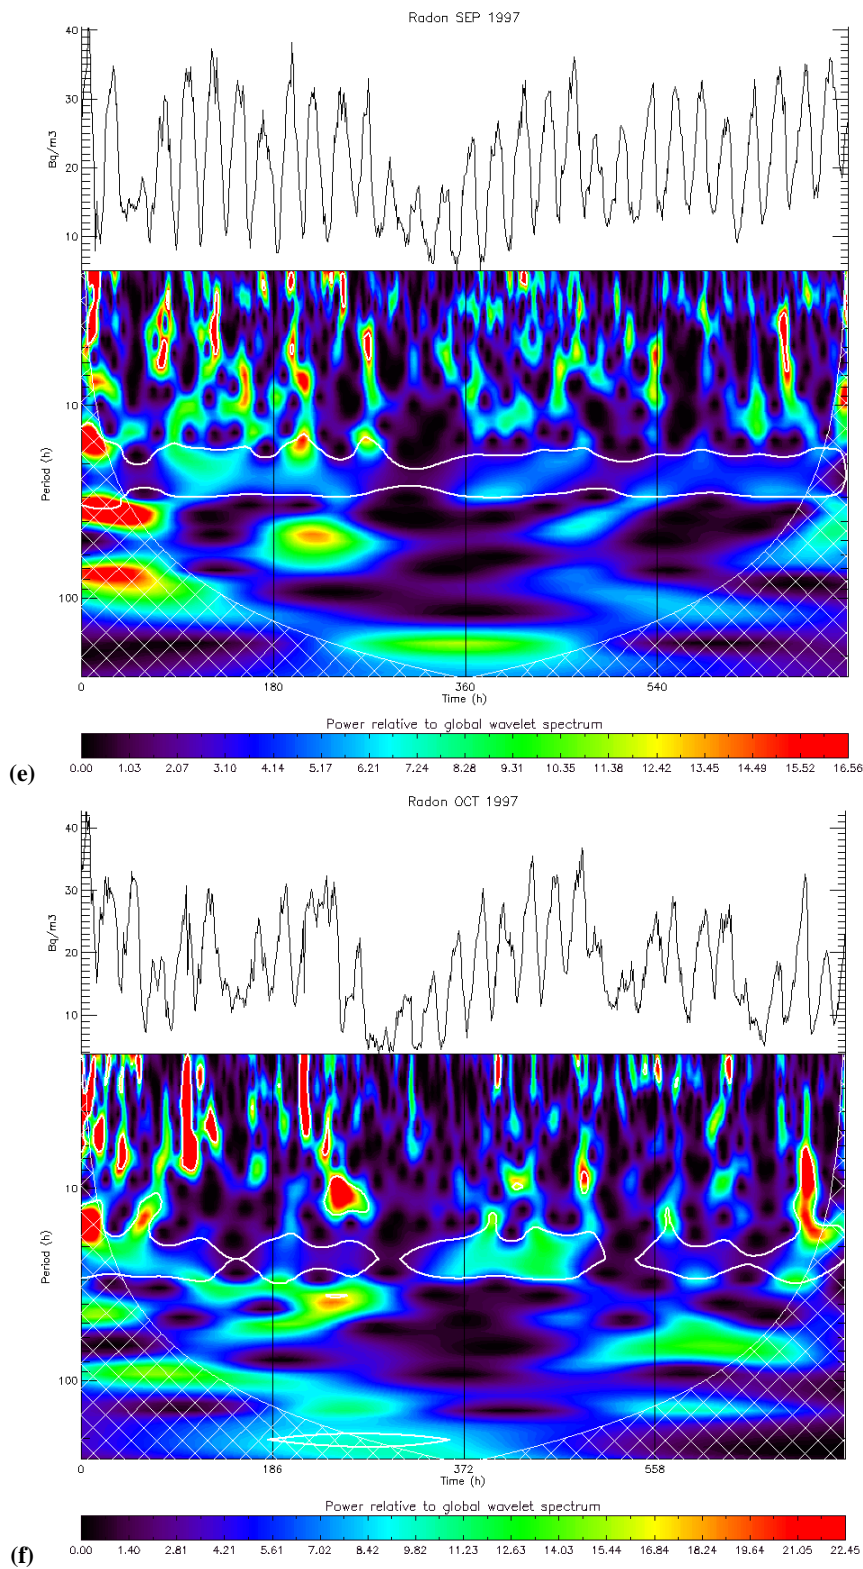 Radon SEP 1997
40
30
20
10
Bq/m3
10
100
Period (h)
0 180 360 540
Time (h)
Power relative to global wavelet spectrum
(e)
0.00 1.03 2.07 3.10 4.14 5.17 6.21 7.24 8.28 9.31 10.35 11.38 12.42 13.45 14.49 15.52 16.56
Radon OCT 1997
40
30
20
10
Bq/m3
10
100
Period (h)
0 186 372 558
Time (h)
Power relative to global wavelet spectrum
(f)
0.00 1.40 2.81 4.21 5.61 7.02 8.42 9.82 11.23 12.63 14.03 15.44 16.84 18.24 19.64 21.05 22.45